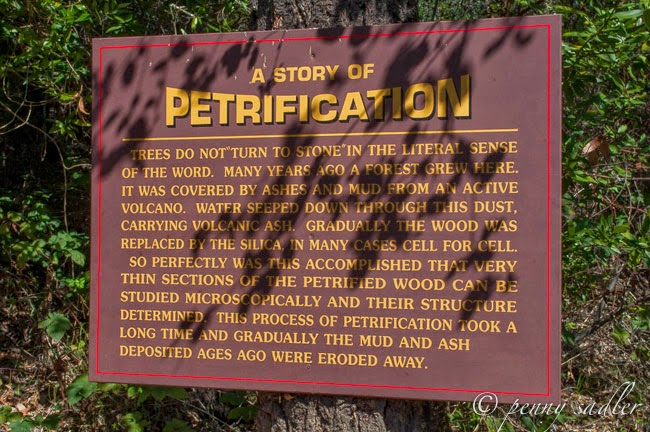 A STORY OF
PETRIFICATION
TREES DO NOT "TURN TO STONE" IN THE LITERAL SENSE
OF THE WORD. MANY YEARS AGO A FOREST GREW HERE.
IT WAS COVERED BY ASHES AND MUD FROM AN ACTIVE
VOLCANO. WATER SEEPED DOWN THROUGH THIS DUST,
CARRYING VOLCANIC ASH. GRADUALLY THE WOOD WAS
REPLACED BY THE SILICA, IN MANY CASES CELL FOR CELL.
SO PERFECTLY WAS THIS ACCOMPLISHED THAT VERY
THIN SECTIONS OF THE PETRIFIED WOOD CAN BE
STUDIED MICROSCOPICALLY AND THEIR STRUCTURE
DETERMINED. THIS PROCESS OF PETRIFICATION TOOK A
LONG TIME AND GRADUALLY THE MUD AND ASH
DEPOSITED AGES AGO WERE ERODED AWAY.
© penny sadler